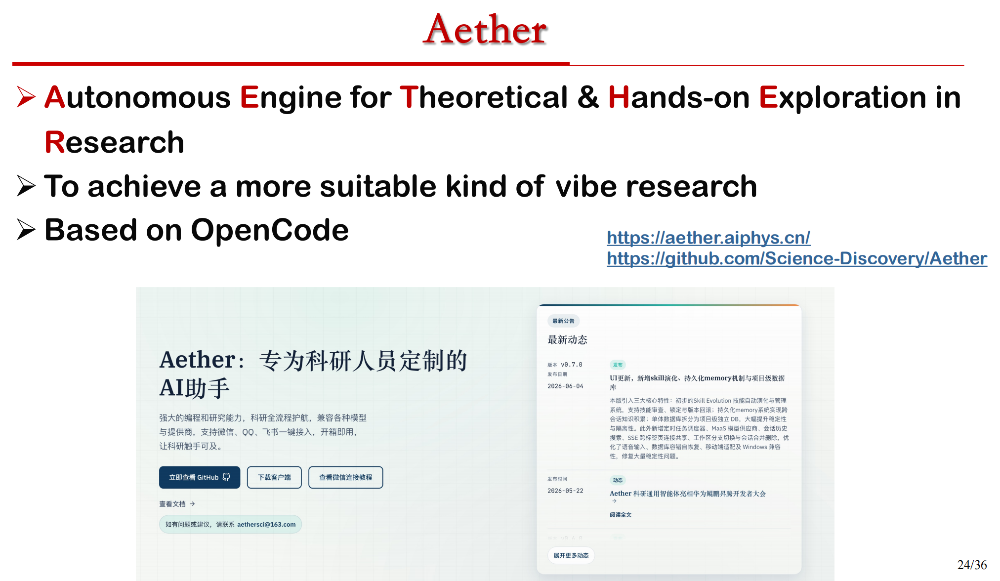 Aether
Autonomous Engine for Theoretical & Hands-on Exploration in
Research
To achieve a more suitable kind of vibe research
Based on OpenCode
https://aether.aiphys.cn/
https://github.com/Science-Discovery/Aether
Aether：专为科研人员定制的
AI助手
强大的编程和研究能力，科研全流程护航，兼容各种模型
与提供商，支持微信、QQ、飞书一键接入，开箱即用，
让科研触手可及。
立即查看 GitHub
下载客户端
查看微信连接教程
查看文档 →
如有问题或建议，请联系 aethersci@163.com
最新公告
最新动态
版本 v0.7.0
发布日期
2026-06-04
发布
UI更新，新增skill演化、持久化memory机制与项目级数据
库
本版引入三大核心特性：初步的Skill Evolution 技能自动演化与管理
系统，支持技能审查、锁定与版本回滚；持久化memory系统实现跨
会话知识积累；单体数据库拆分为项目级独立 DB，大幅提升稳定性
与隔离性。此外新增定时任务调度器、MaaS 模型供应商、会话历史
搜索、SSE 跨标签页连接共享、工作区分支切换与会话合并删除，优
化了语音输入、数据库容错自恢复、移动端适配及 Windows 兼容
性，修复大量稳定性问题。
发布时间
2026-05-22
动态
Aether 科研通用智能体亮相华为鲲鹏昇腾开发者大会
→
阅读全文
版本 v0.6.0
发布
展开更多动态
24/36